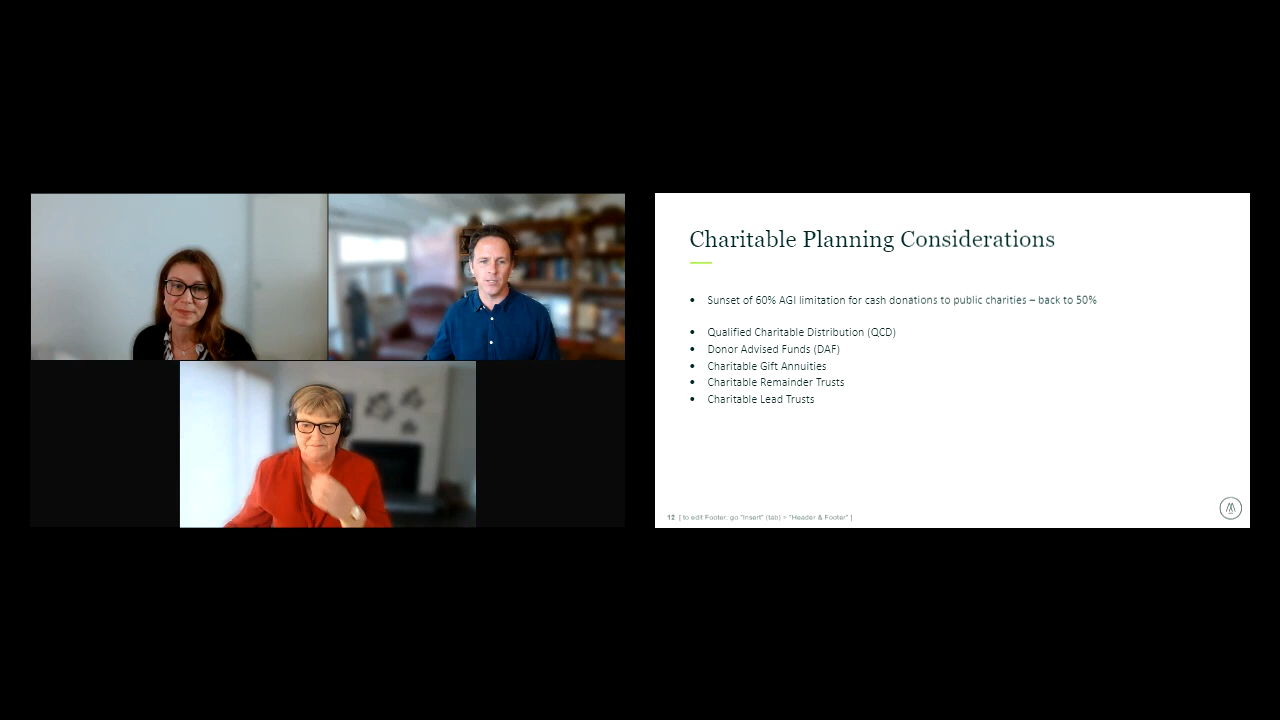 Charitable Planning Considerations
• Sunset of 60% AGI limitation for cash donations to public charities – back to 50%
• Qualified Charitable Distribution (QCD)
• Donor Advised Funds (DAF)
• Charitable Gift Annuities
• Charitable Remainder Trusts
• Charitable Lead Trusts
12 [ to edit Footer: go "Insert" (tab) > "Header & Footer" ]